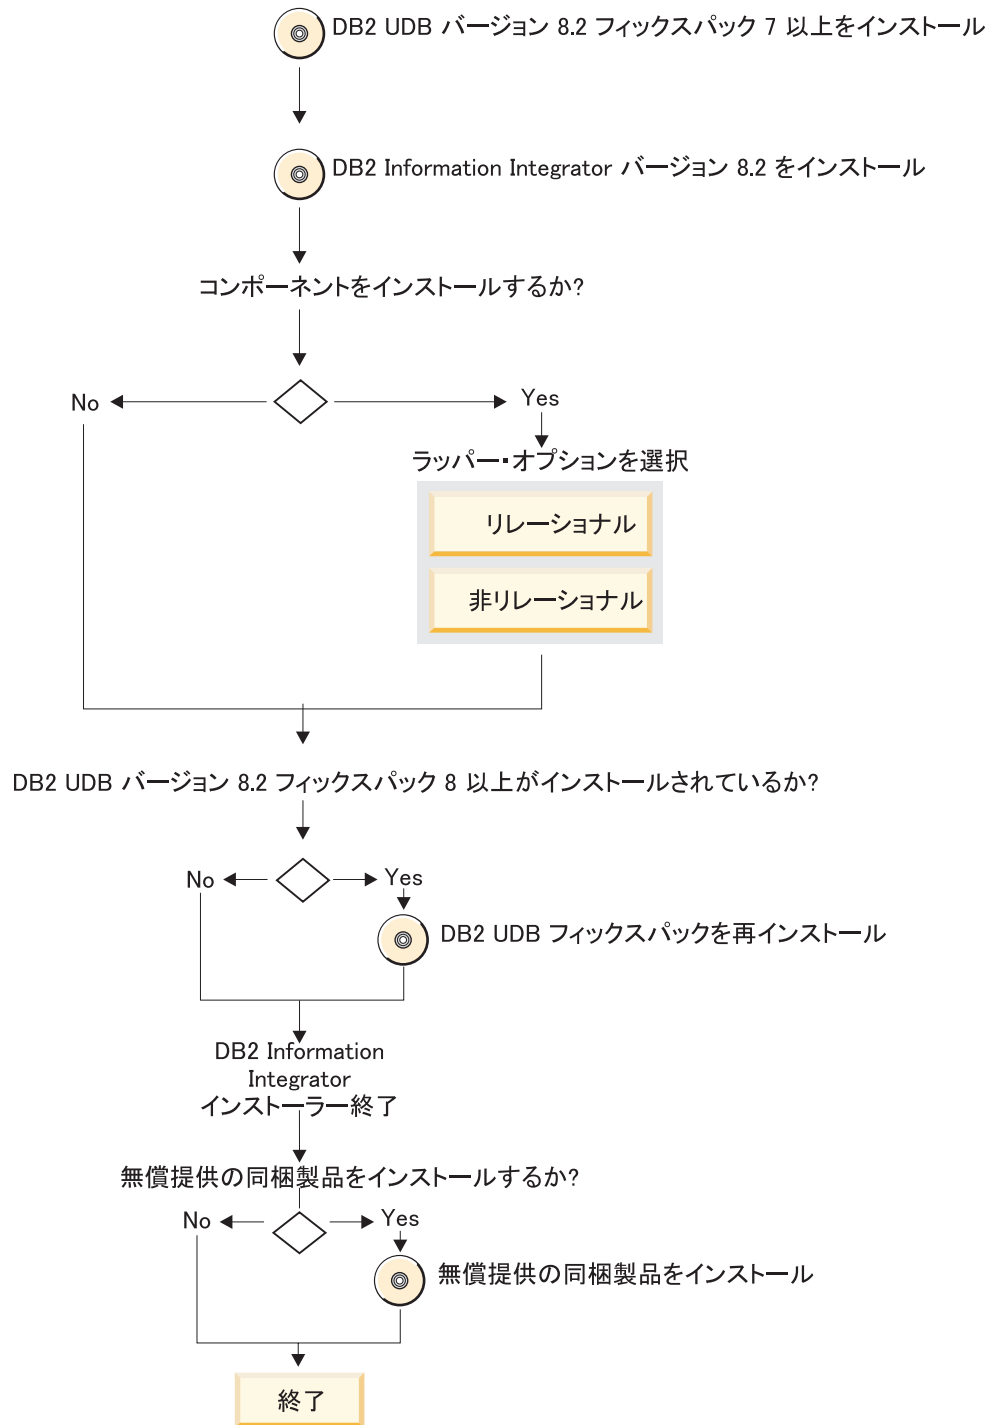 DB2 UDB バージョン 8.2 フィックスパック 7 以上をインストール
DB2 Information Integrator バージョン 8.2 をインストール
コンポーネントをインストールするか?
No
Yes
ラッパー・オプションを選択
リレーショナル
非リレーショナル
DB2 UDB バージョン 8.2 フィックスパック 8 以上がインストールされているか?
No
Yes
DB2 UDB フィックスパックを再インストール
DB2 Information
Integrator
インストーラー終了
無償提供の同梱製品をインストールするか?
No
Yes
無償提供の同梱製品をインストール
終了